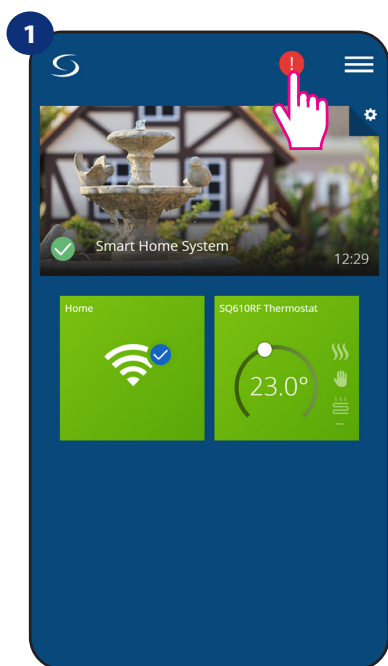 1
!
Smart Home System
12:29
Home
SQ610RF Thermostat
23.0°
--